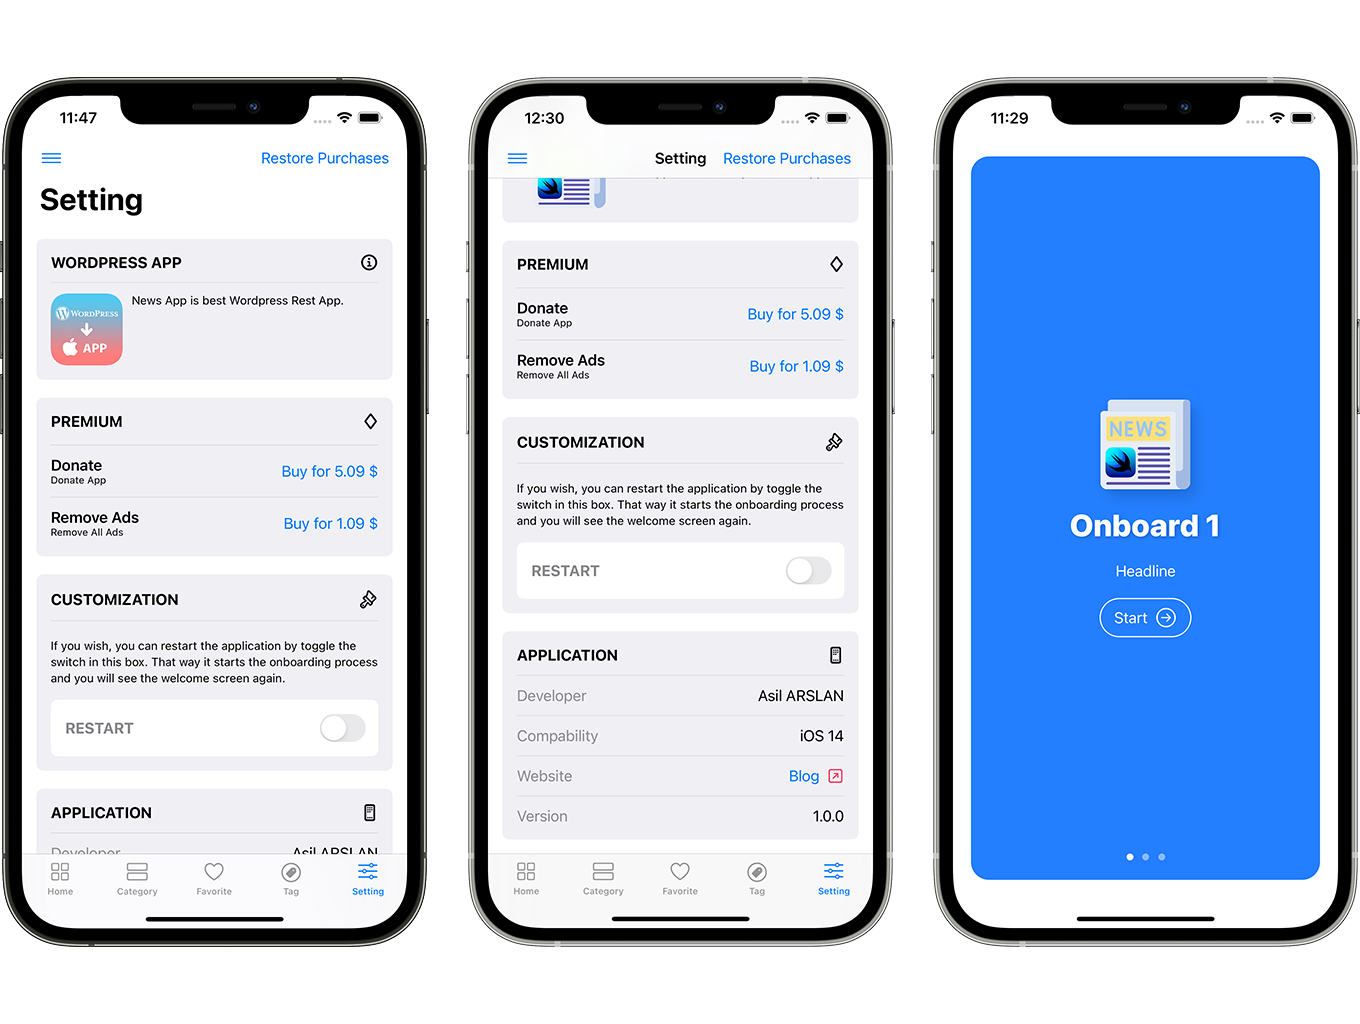 11:47
Restore Purchases
Setting
WORDPRESS APP
News App is best Wordpress Rest App.
WORDPRESS
APP
PREMIUM
Donate
Donate App
Buy for 5.09 $
Remove Ads
Remove All Ads
Buy for 1.09 $
CUSTOMIZATION
If you wish, you can restart the application by toggle the
switch in this box. That way it starts the onboarding process
and you will see the welcome screen again.
RESTART
APPLICATION
Developer
Asil ARSLAN
Home
Category
Favorite
Tag
Setting
12:30
Setting
Restore Purchases
PREMIUM
Donate
Donate App
Buy for 5.09 $
Remove Ads
Remove All Ads
Buy for 1.09 $
CUSTOMIZATION
If you wish, you can restart the application by toggle the
switch in this box. That way it starts the onboarding process
and you will see the welcome screen again.
RESTART
APPLICATION
Developer
Asil ARSLAN
Compability
iOS 14
Website
Blog
Version
1.0.0
Home
Category
Favorite
Tag
Setting
11:29
NEWS
Onboard 1
Headline
Start